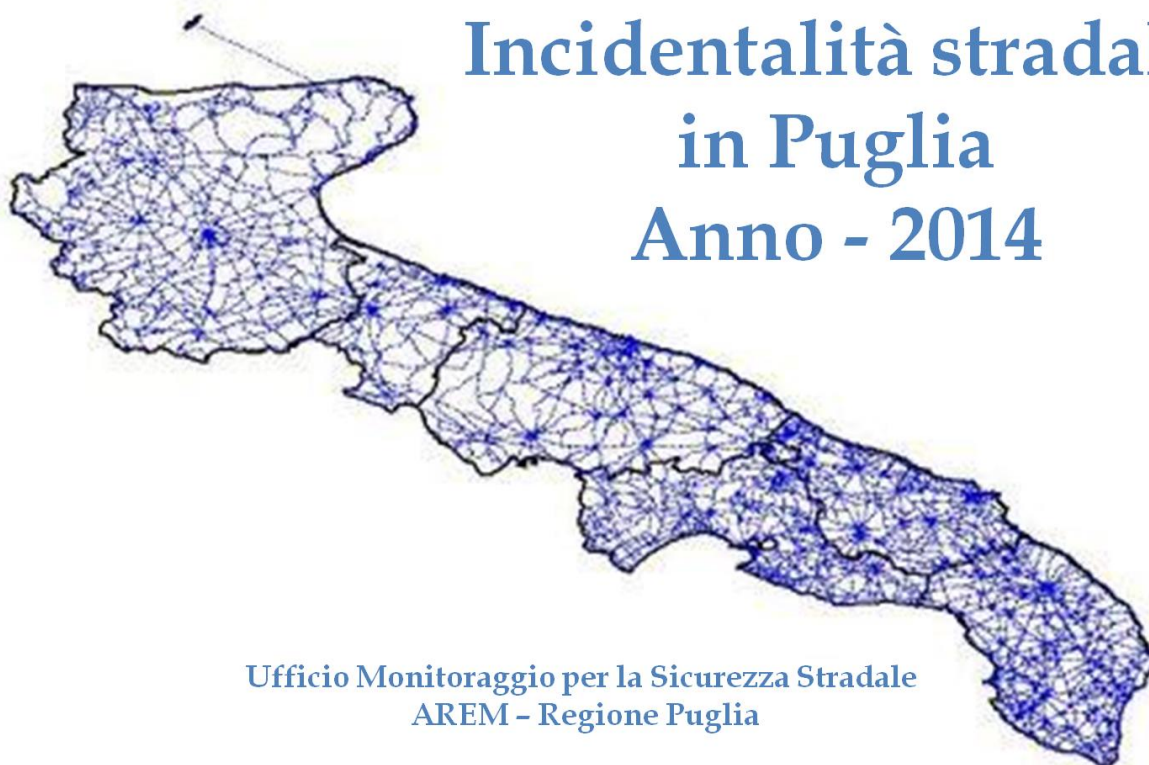 Incidentalità stradal
in Puglia
Anno - 2014
Ufficio Monitoraggio per la Sicurezza Stradale
AREM – Regione Puglia